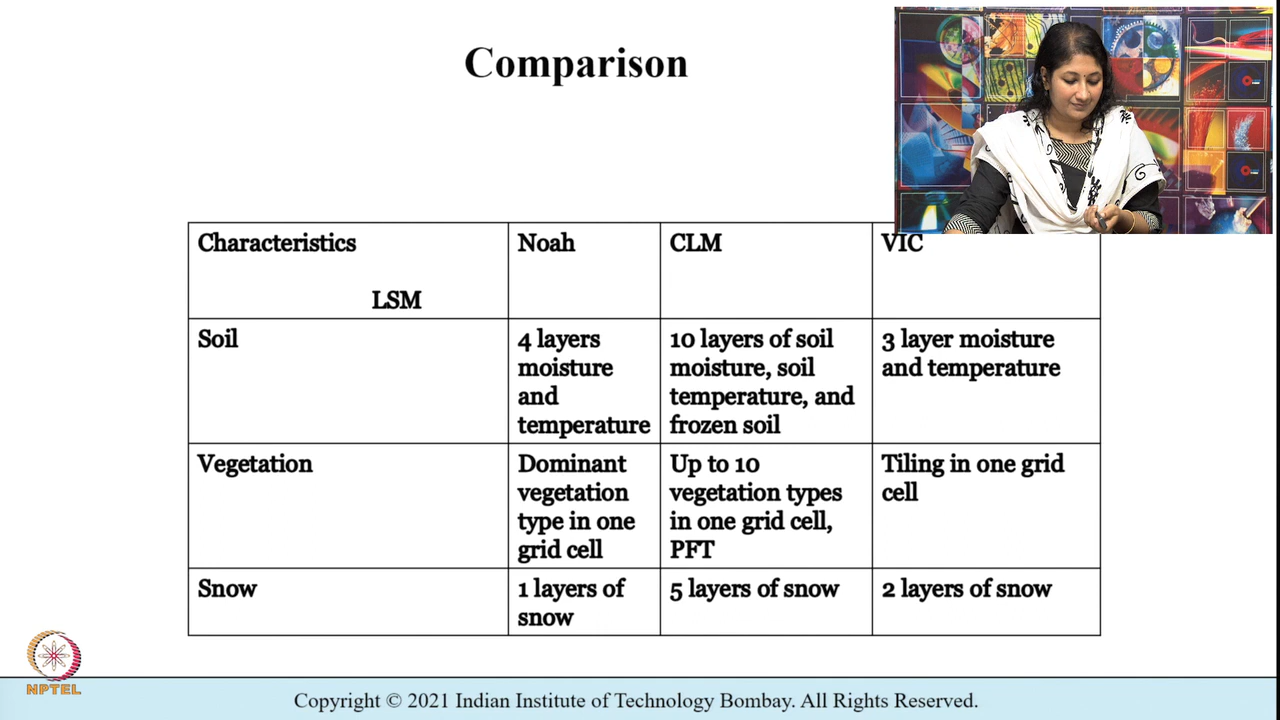 Comparison
Characteristics
LSM
Noah
CLM
VIC
Soil
4 layers
moisture
and
temperature
10 layers of soil
moisture, soil
temperature, and
frozen soil
3 layer moisture
and temperature
Vegetation
Dominant
vegetation
type in one
grid cell
Up to 10
vegetation types
in one grid cell,
PFT
Tiling in one grid
cell
Snow
1 layers of
snow
5 layers of snow
2 layers of snow
NPTEL
Copyright © 2021 Indian Institute of Technology Bombay. All Rights Reserved.